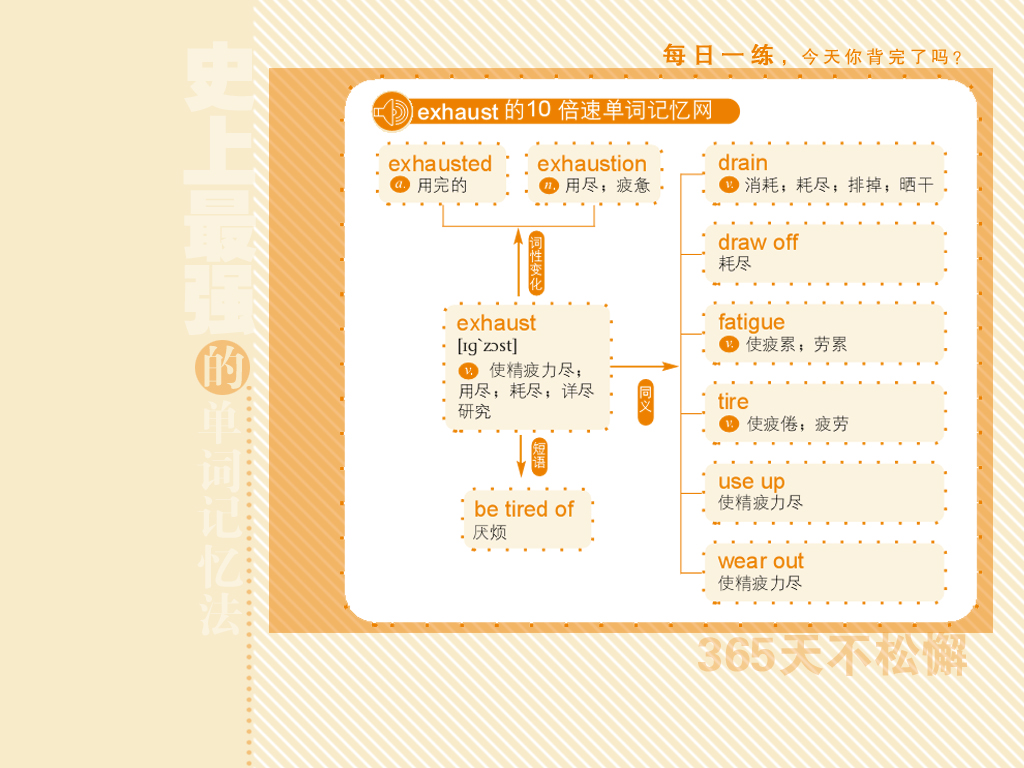 每日一练，今天你背完了吗？
史上最强的单词记忆法
exhaust 的10 倍速单词记忆网
exhausted
a. 用完的
exhaustion
n. 用尽；疲惫
词性变化
exhaust
[ɪɡˋzɔst]
v. 使精疲力尽；
用尽；耗尽；详尽
研究
同义
短语
be tired of
厌烦
drain
v. 消耗；耗尽；排掉；晒干
draw off
耗尽
fatigue
v. 使疲累；劳累
tire
v. 使疲倦；疲劳
use up
使精疲力尽
wear out
使精疲力尽
365天不松懈